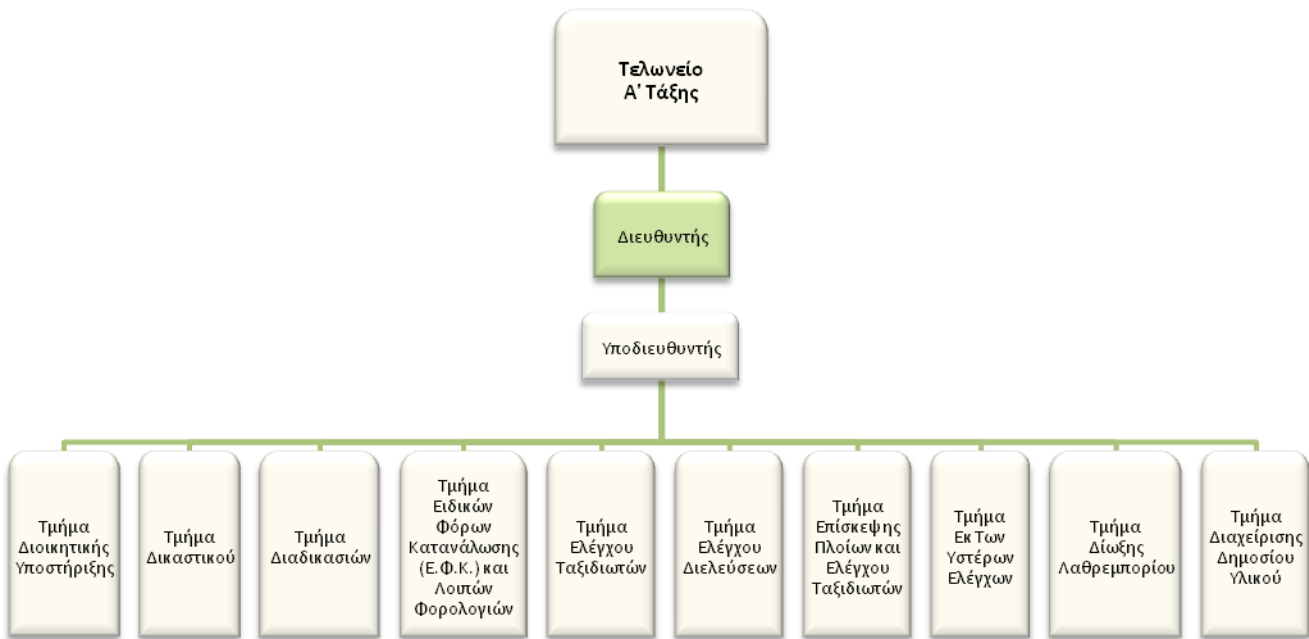 Τελωνείο
Α' Τάξης
Διευθυντής
Υποδιευθυντής
Τμήμα
Διοικητικής
Υποστήριξης
Τμήμα
Δικαστικού
Τμήμα
Διαδικασιών
Τμήμα
Ειδικών
Φόρων
Κατανάλωσης
(Ε.Φ.Κ.) και
Λοιπών
Φορολογιών
Τμήμα
Ελέγχου
Ταξιδιωτών
Τμήμα
Ελέγχου
Διελεύσεων
Τμήμα
Επίσκεψης
Πλοίων και
Ελέγχου
Ταξιδιωτών
Τμήμα
Εκ Των
Υστέρων
Ελέγχων
Τμήμα
Δίωξης
Λαθρεμπορίου
Τμήμα
Διαχείρισης
Δημοσίου
Υλικού